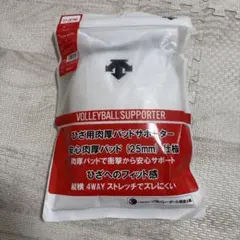 VOLLEYBALL SUPPORTER
ひざ用肉厚パッドサポーター
安心肉厚パッド（25mm）仕様
肉厚パッドで衝撃から安心サポート
ひざへのフィット感
縦横4WAYストレッチでズレにくい